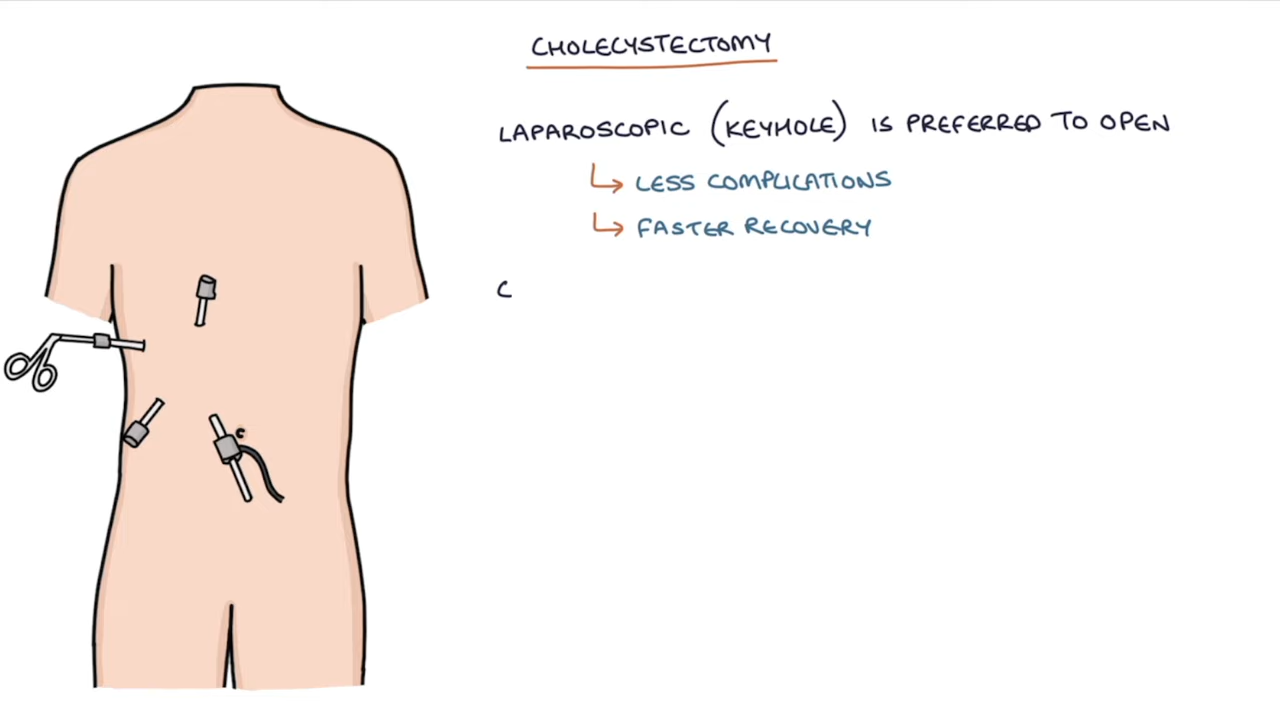 CHOLECYSTECTOMY
LAPAROSCOPIC (KEYHOLE) IS PREFERRED TO OPEN
↳ LESS COMPLICATIONS
↳ FASTER RECOVERY
C